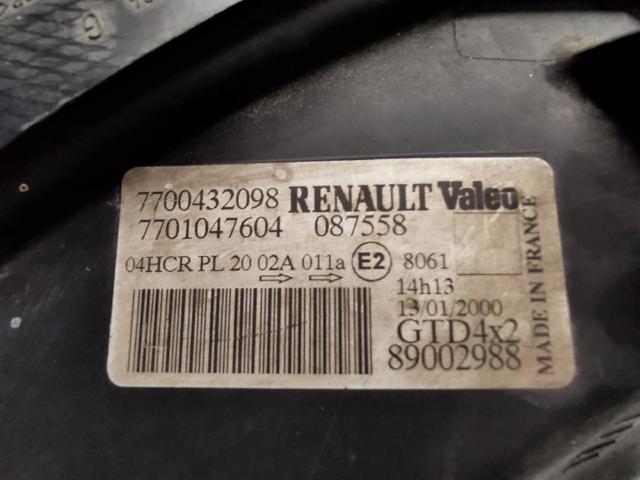 7700432098 RENAULT Valeo
7701047604 087558
04HCR PL 20 02A 011a E2 8061
14h13
13/01/2000
GTD4x2
89002988
MADE IN FRANCE